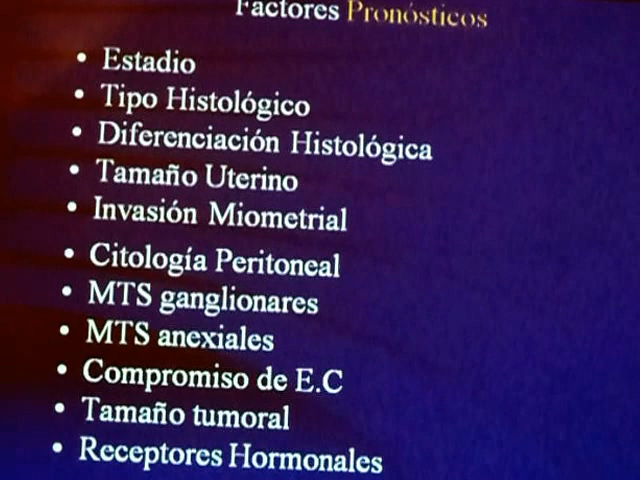 Factores Pronósticos
• Estadio
• Tipo Histológico
• Diferenciación Histológica
• Tamaño Uterino
• Invasión Miometrial
• Citología Peritoneal
• MTS ganglionares
• MTS anexiales
• Compromiso de E.C
• Tamaño tumoral
• Receptores Hormonales